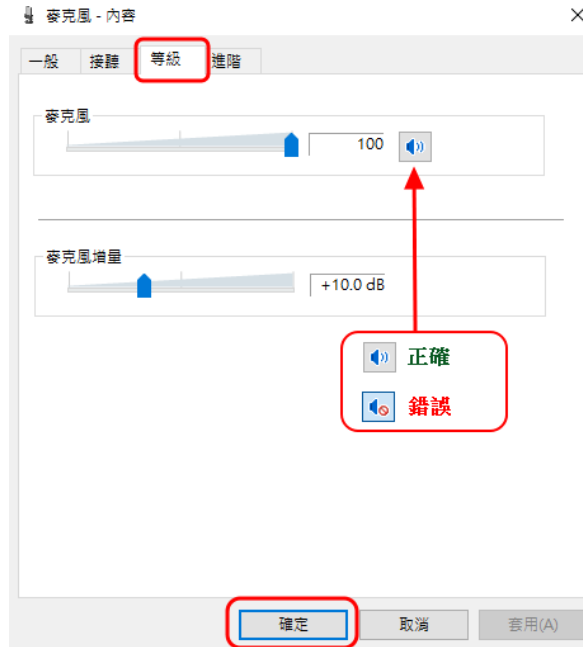 麥克風 - 內容
一般 接聽 等級 進階
麥克風
100
麥克風增量
+10.0 dB
正確
錯誤
確定 取消 套用(A)